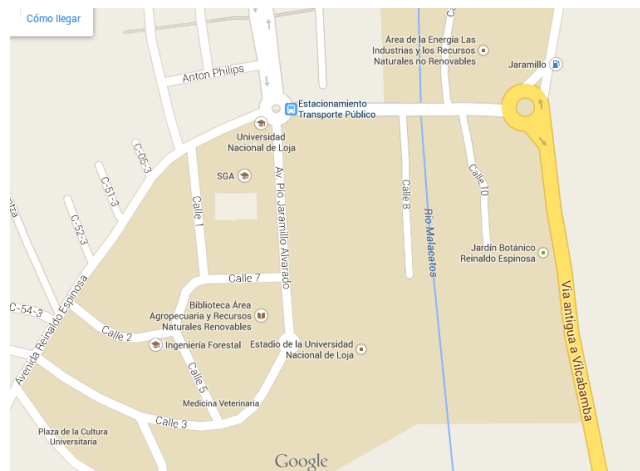 Cómo llegar
Área de la Energía Las
Industrias y los Recursos
Naturales no Renovables
Jaramillo
Anton Philips
Estacionamiento
Transporte Público
Universidad
Nacional de Loja
C-05-3
SGA
C-51-3
Calle 1
Av. Pío Jaramillo Alvarado
Calle 8
Calle 10
C-52-3
Rio Malacatos
Jardín Botánico
Reinaldo Espinosa
Calle 7
Avenida Reinaldo Espinosa
Via antigua a Vilcabamba
C-54-3
Biblioteca Área
Agropecuaria y Recursos
Naturales Renovables
Calle 2
Ingeniería Forestal
Estadio de la Universidad
Nacional de Loja
Calle 5
Medicina Veterinaria
Calle 3
Plaza de la Cultura
Universitaria
Google